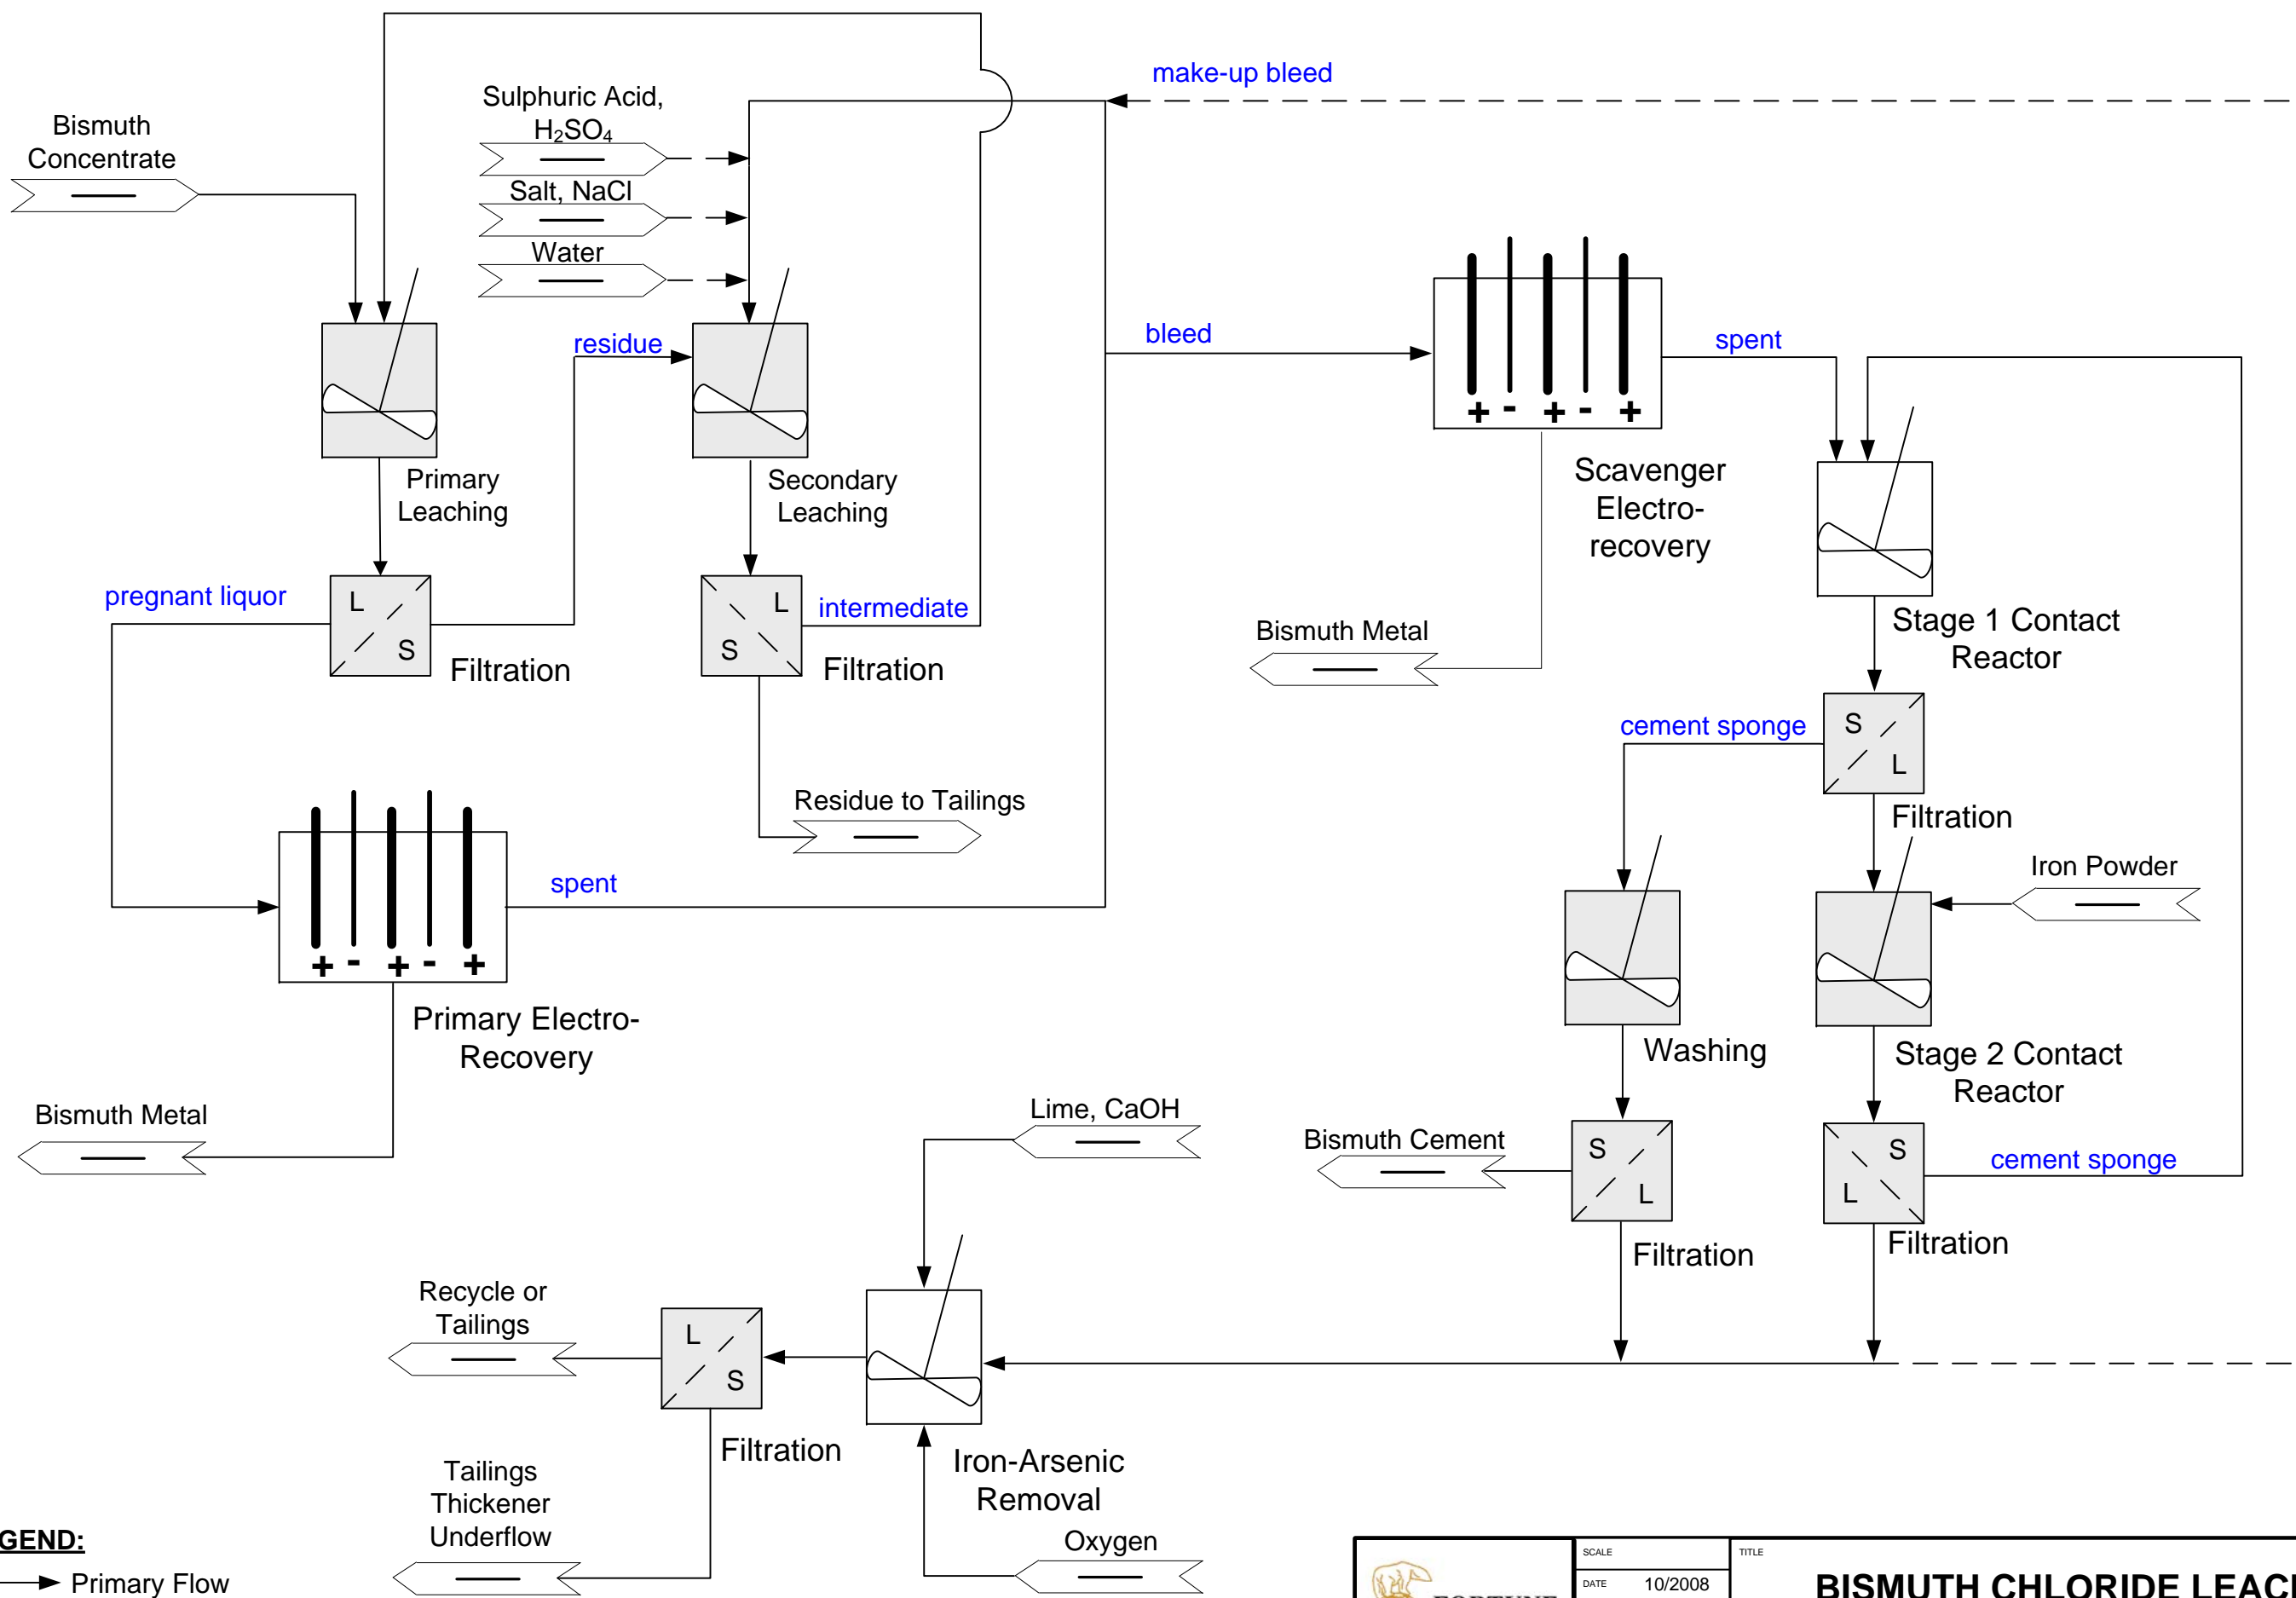 make-up bleed
Sulphuric Acid,
H₂SO₄
Bismuth
Concentrate
Salt, NaCl
Water
residue
bleed
spent
+ - + - +
Primary
Leaching
Secondary
Leaching
Scavenger
Electro-
recovery
pregnant liquor
L
S
Filtration
L
S
intermediate
Filtration
Bismuth Metal
Stage 1 Contact
Reactor
cement sponge
S
L
Filtration
Residue to Tailings
Iron Powder
spent
+ - + - +
Primary Electro-
Recovery
Washing
Stage 2 Contact
Reactor
Bismuth Metal
Lime, CaOH
Bismuth Cement
S
L
Filtration
S
L
cement sponge
Filtration
Recycle or
Tailings
L
S
Filtration
Iron-Arsenic
Removal
Tailings
Thickener
Underflow
Oxygen
GEND:
Primary Flow
FORTUNE
SCALE
DATE 10/2008
TITLE
BISMUTH CHLORIDE LEACH